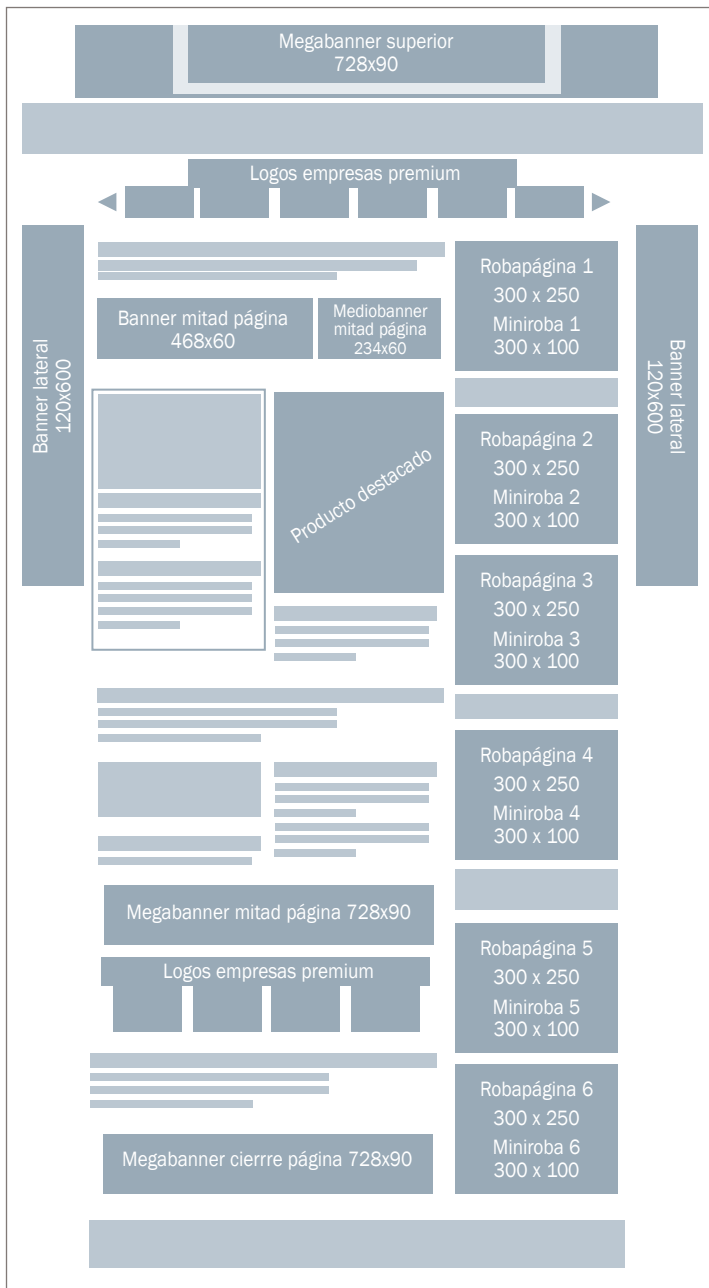 Megabanner superior
728x90
Logos empresas premium
Banner lateral
120x600
Banner mitad página
468x60
Mediobanner
mitad página
234x60
Robapágina 1
300 x 250
Miniroba 1
300 x 100
Banner lateral
120x600
Producto destacado
Robapágina 2
300 x 250
Miniroba 2
300 x 100
Robapágina 3
300 x 250
Miniroba 3
300 x 100
Robapágina 4
300 x 250
Miniroba 4
300 x 100
Megabanner mitad página 728x90
Logos empresas premium
Robapágina 5
300 x 250
Miniroba 5
300 x 100
Robapágina 6
300 x 250
Miniroba 6
300 x 100
Megabanner cierrre página 728x90